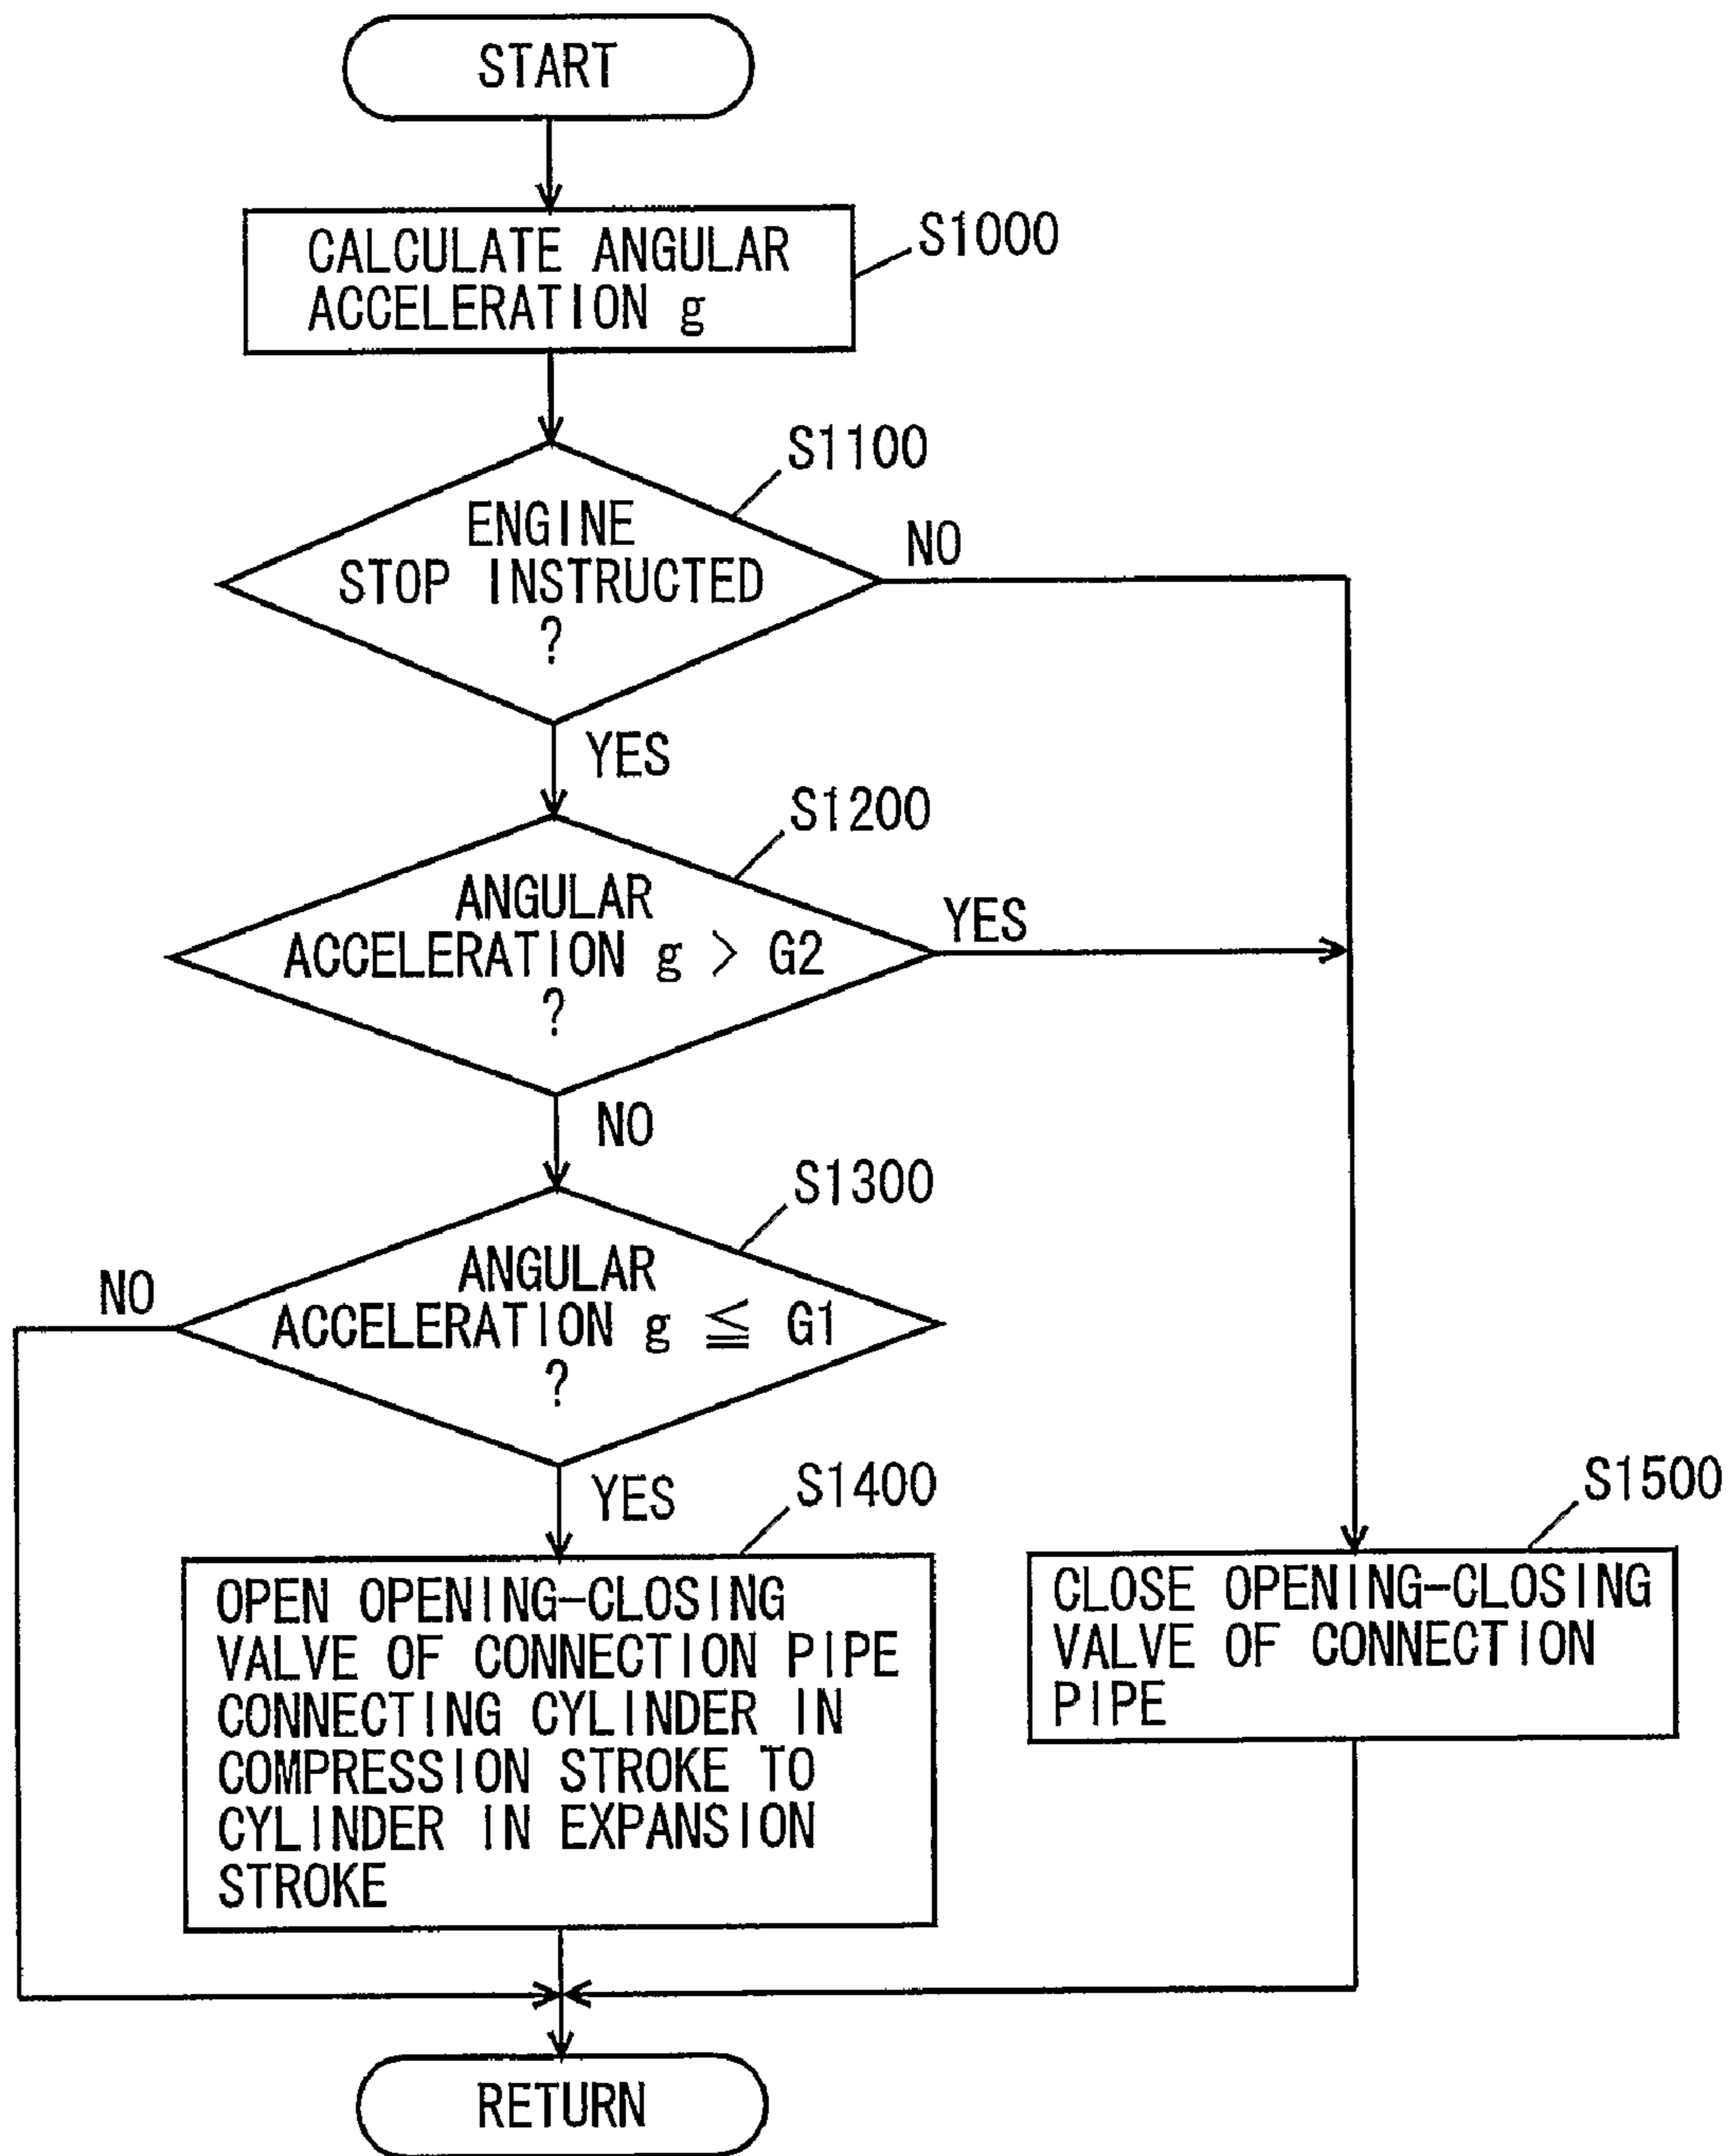 START
CALCULATE ANGULAR
ACCELERATION g
S1000
S1100
ENGINE
STOP INSTRUCTED
?
NO
YES
S1200
ANGULAR
ACCELERATION g > G2
?
YES
NO
S1300
ANGULAR
ACCELERATION g ≦ G1
?
NO
YES
S1400
OPEN OPENING-CLOSING
VALVE OF CONNECTION PIPE
CONNECTING CYLINDER IN
COMPRESSION STROKE TO
CYLINDER IN EXPANSION
STROKE
S1500
CLOSE OPENING-CLOSING
VALVE OF CONNECTION
PIPE
RETURN